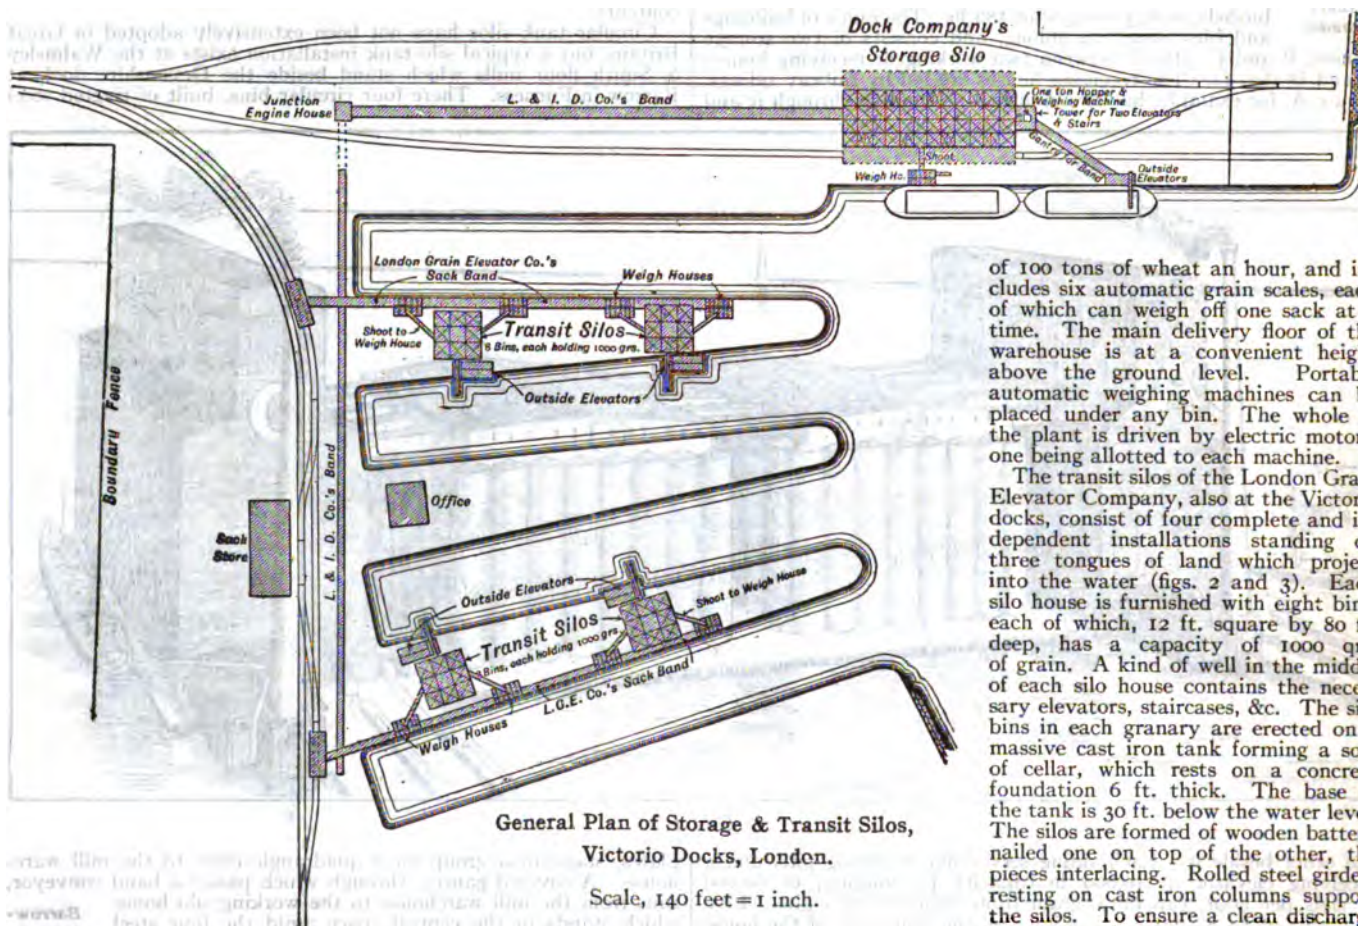 Dock Company's
Storage Silo
Junction
Engine House
L. & I. D. Co.'s Band
One ton Hopper &
Weighing Machine
Tower for Two Elevators
& Stairs
Gantry for Band
Shoot
Weigh Ho.
Outside
Elevators
London Grain Elevator Co.'s
Sack Band
Weigh Houses
Shoot to
Weigh House
Transit Silos
8 Bins, each holding 1000 grs.
Outside Elevators
Boundary Fence
L. & I. D. Co.'s Band
Office
Sack
Store
Outside Elevators
Shoot to Weigh House
Transit Silos
8 Bins, each holding 1000 grs
L.G.E. Co.'s Sack Band
Weigh Houses
General Plan of Storage & Transit Silos,
Victoria Docks, London.
Scale, 140 feet = 1 inch.
of 100 tons of wheat an hour, and i
cludes six automatic grain scales, eac
of which can weigh off one sack at
time. The main delivery floor of th
warehouse is at a convenient heig
above the ground level. Portab
automatic weighing machines can b
placed under any bin. The whole
the plant is driven by electric motor
one being allotted to each machine.
The transit silos of the London Gra
Elevator Company, also at the Victor
docks, consist of four complete and i
dependent installations standing o
three tongues of land which projec
into the water (figs. 2 and 3). Eac
silo house is furnished with eight bin
each of which, 12 ft. square by 80 f
deep, has a capacity of 1000 qr
of grain. A kind of well in the midd
of each silo house contains the nece
sary elevators, staircases, &c. The si
bins in each granary are erected on
massive cast iron tank forming a so
of cellar, which rests on a concre
foundation 6 ft. thick. The base
the tank is 30 ft. below the water leve
The silos are formed of wooden batten
nailed one on top of the other, th
pieces interlacing. Rolled steel girde
resting on cast iron columns suppo
the silos. To ensure a clean discharg